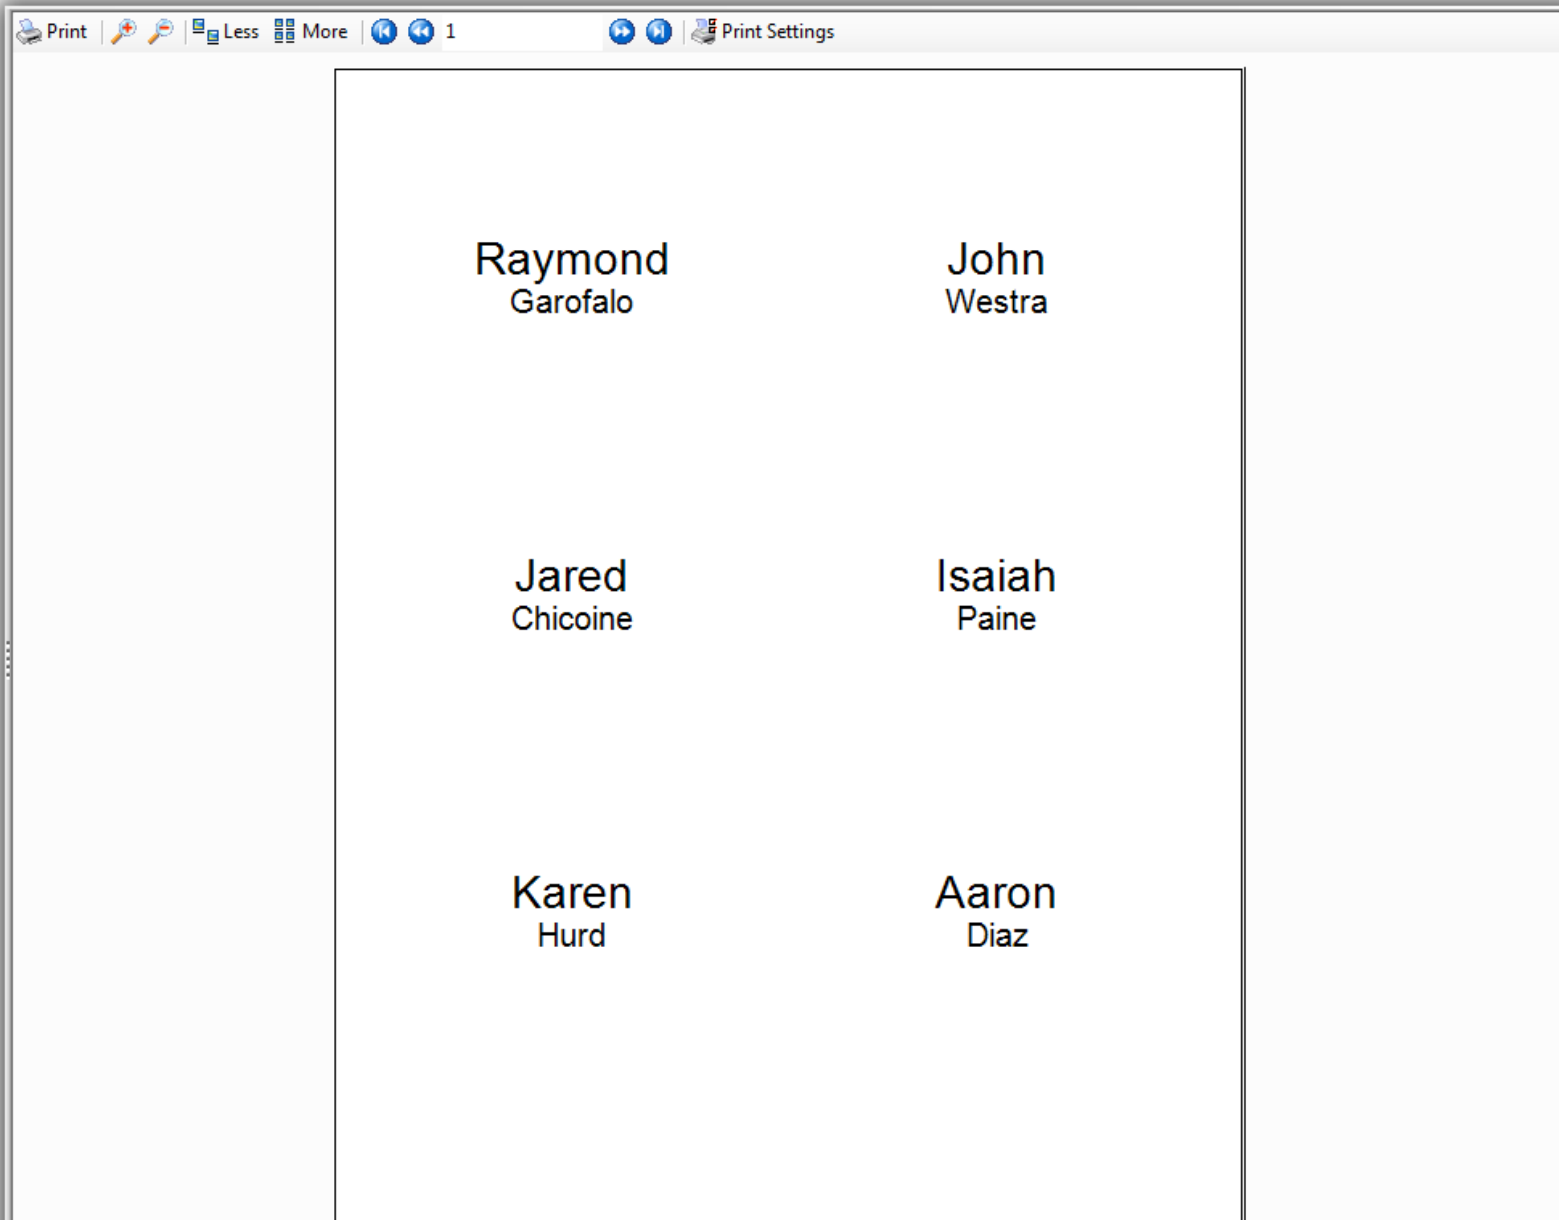 Print Less More 1 Print Settings
Raymond John
Garofalo Westra
Jared Isaiah
Chicoine Paine
Karen Aaron
Hurd Diaz